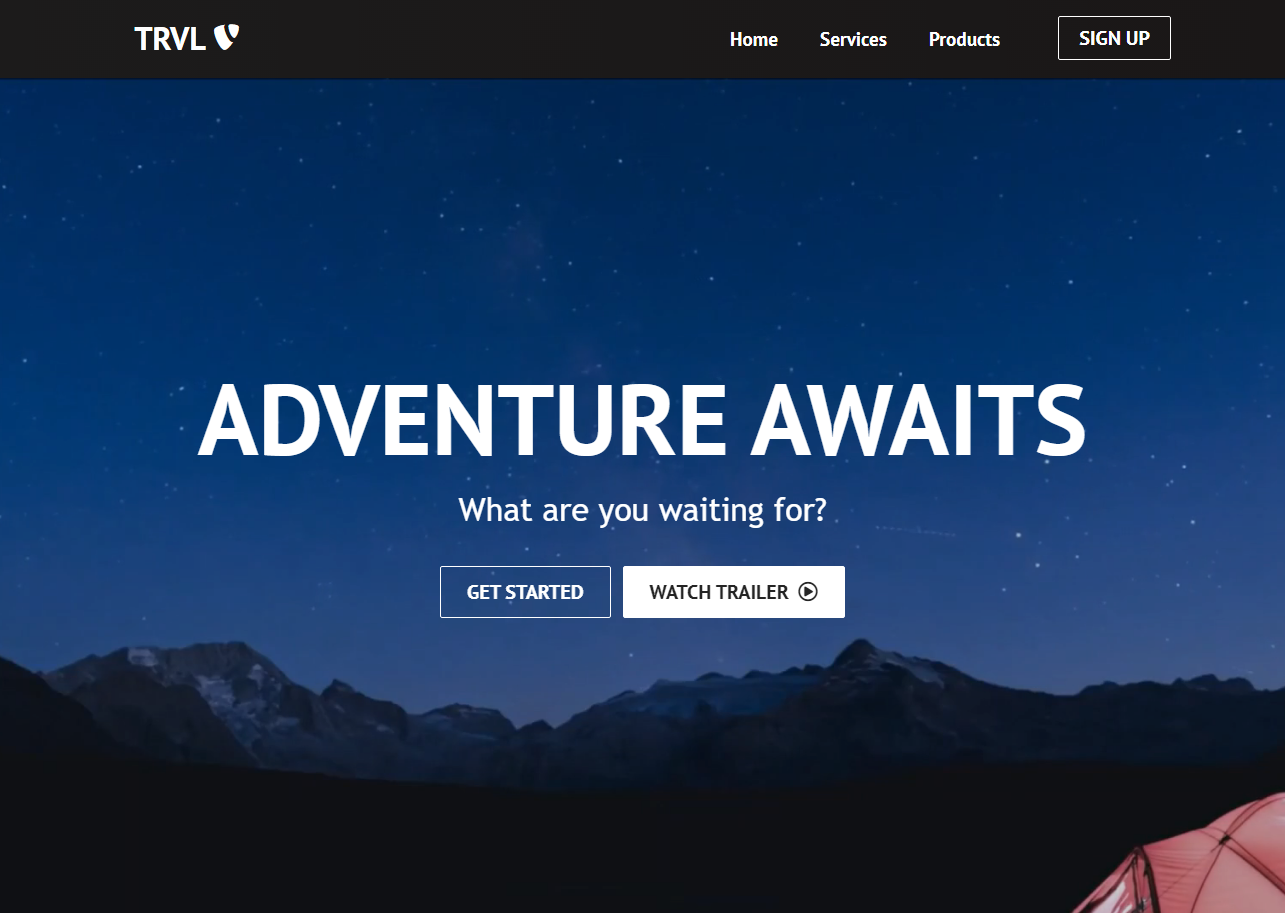 TRVL
Home
Services
Products
SIGN UP
ADVENTURE AWAITS
What are you waiting for?
GET STARTED
WATCH TRAILER